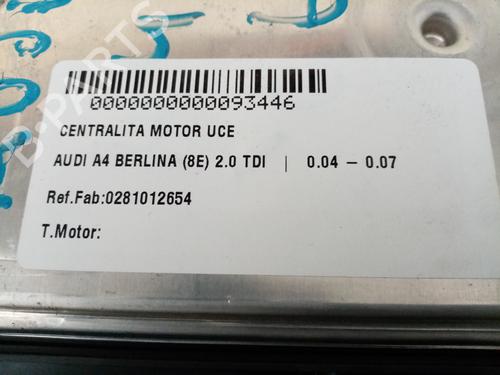 0000000000093446
CENTRALITA MOTOR UCE
AUDI A4 BERLINA (8E) 2.0 TDI | 0.04 – 0.07
Ref.Fab:0281012654
T.Motor:
B-PARTS